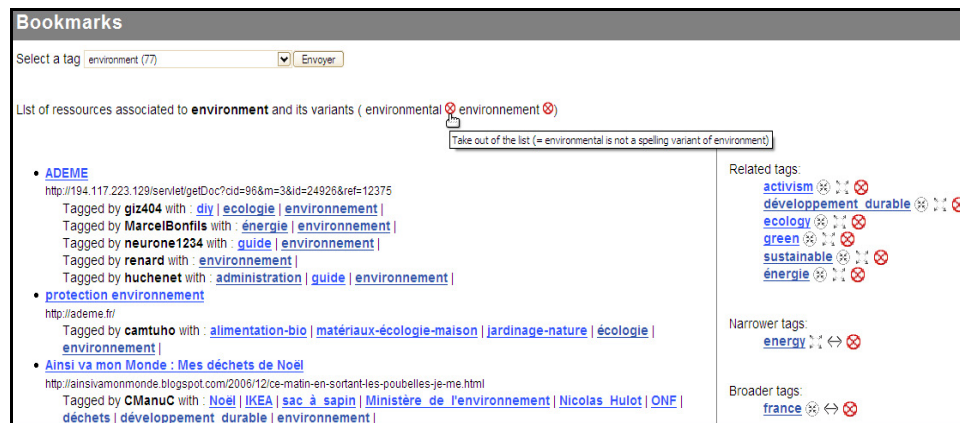 Bookmarks
Select a tag environment (77) Envoyer
LIst of ressources associated to environment and its variants ( environmental environnement )
Take out of the list (= environmental is not a spelling variant of environment)
• ADEME
http://194.117.223.129/servlet/getDoc?cid=96&m=3&id=24926&ref=12375
Tagged by giz404 with : diy | ecologie | environnement |
Tagged by MarcelBonfils with : énergie | environnement |
Tagged by neurone1234 with : guide | environnement |
Tagged by renard with : environnement |
Tagged by huchenet with : administration | guide | environnement |
• protection environnement
http://ademe.fr/
Tagged by camtuho with : alimentation-bio | matériaux-écologie-maison | jardinage-nature | écologie |
environnement |
• Ainsi va mon Monde : Mes déchets de Noël
http://ainsivamonmonde.blogspot.com/2006/12/ce-matin-en-sortant-les-poubelles-je-me.html
Tagged by CManuC with : Noël | IKEA | sac à sapin | Ministère de l'environnement | Nicolas Hulot | ONF |
déchets | développement durable | environnement |
Related tags:
activism
développement durable
ecology
green
sustainable
énergie
Narrower tags:
energy
Broader tags:
france